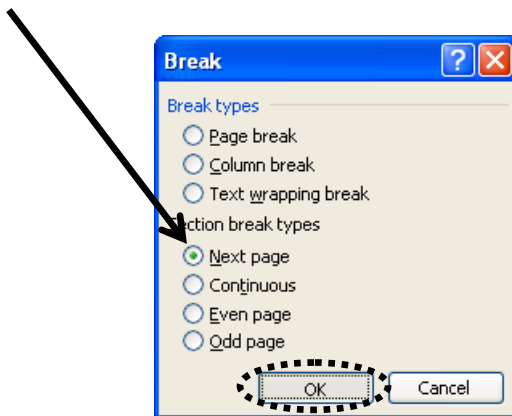 Break
Break types
Page break
Column break
Text wrapping break
ction break types
Next page
Continuous
Even page
Odd page
OK Cancel